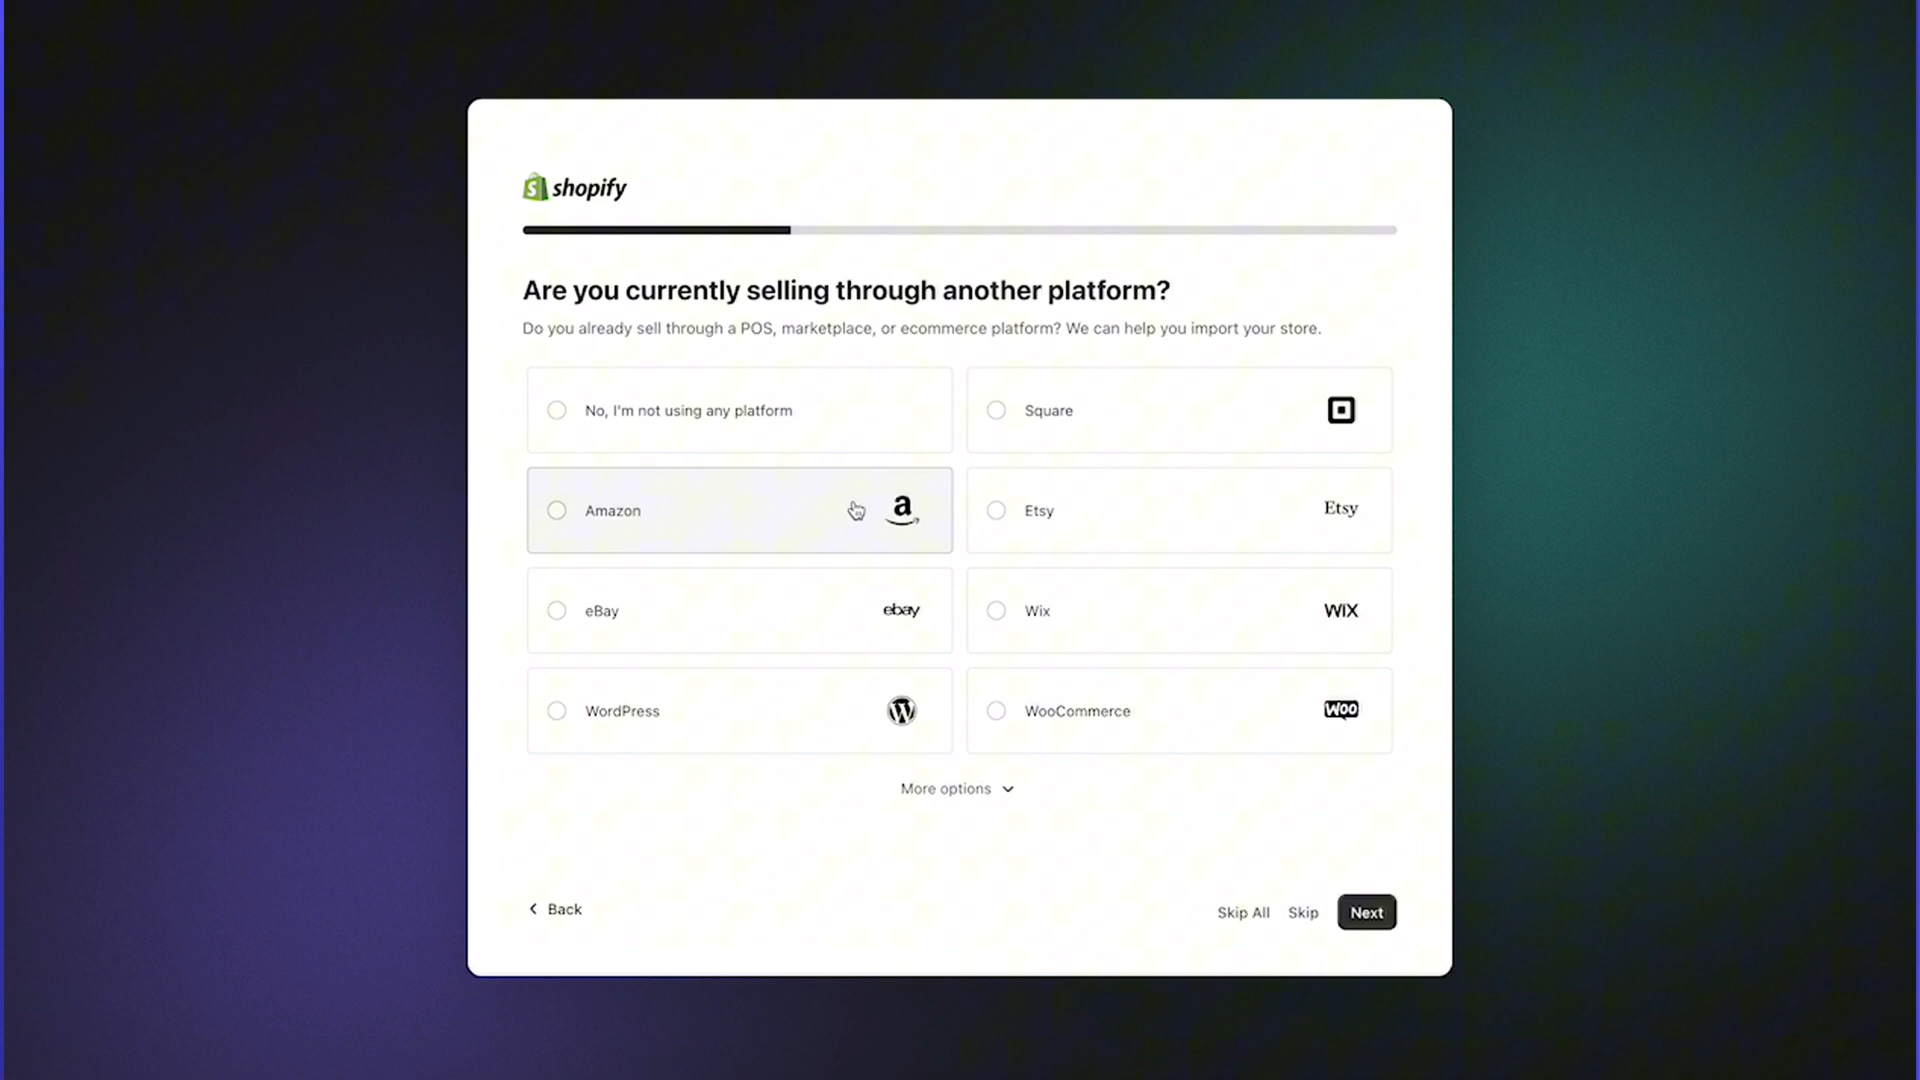 shopify
Are you currently selling through another platform?
Do you already sell through a POS, marketplace, or ecommerce platform? We can help you import your store.
No, I'm not using any platform
Square
Amazon
a
Etsy
Etsy
eBay
ebay
Wix
WIX
WordPress
W
WooCommerce
WOO
More options
Back
Skip All
Skip
Next